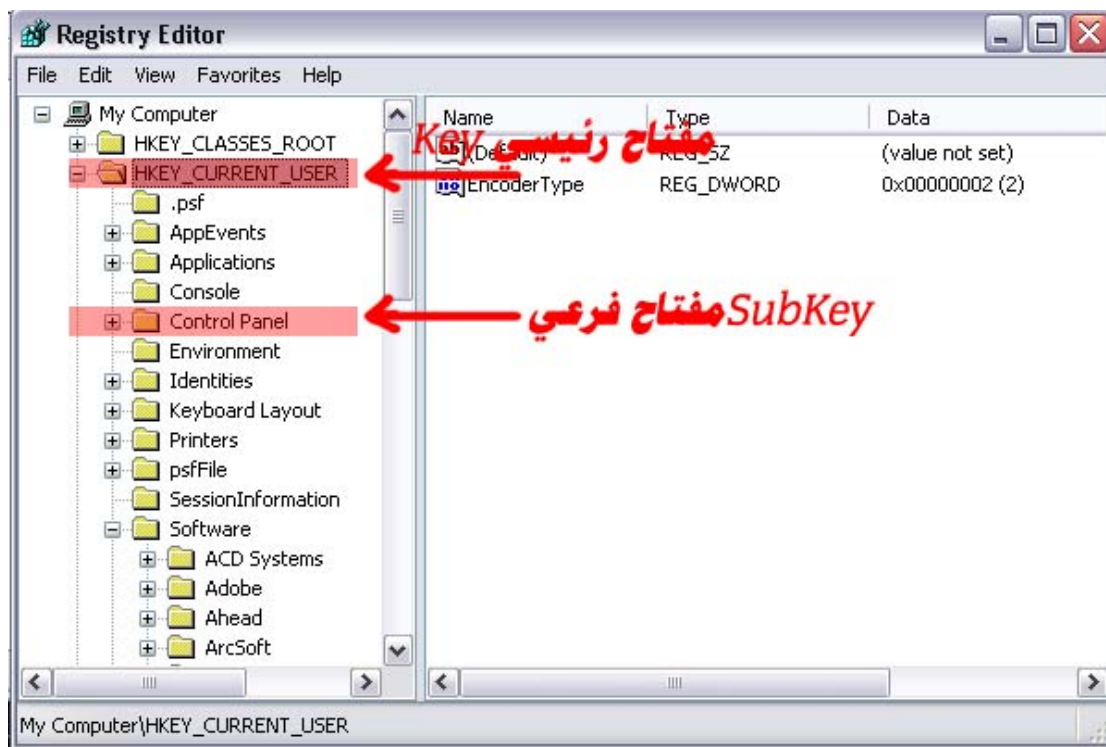 Registry Editor
File Edit View Favorites Help
My Computer
HKEY_CLASSES_ROOT
HKEY_CURRENT_USER
.psf
AppEvents
Applications
Console
Control Panel
Environment
Identities
Keyboard Layout
Printers
psfFile
SessionInformation
Software
ACD Systems
Adobe
Ahead
ArcSoft
Name Type Data
(Default) REG_SZ (value not set)
EncoderType REG_DWORD 0x00000002 (2)
مفتاح رئيسي Key
مفتاح فرعي SubKey
My Computer\HKEY_CURRENT_USER